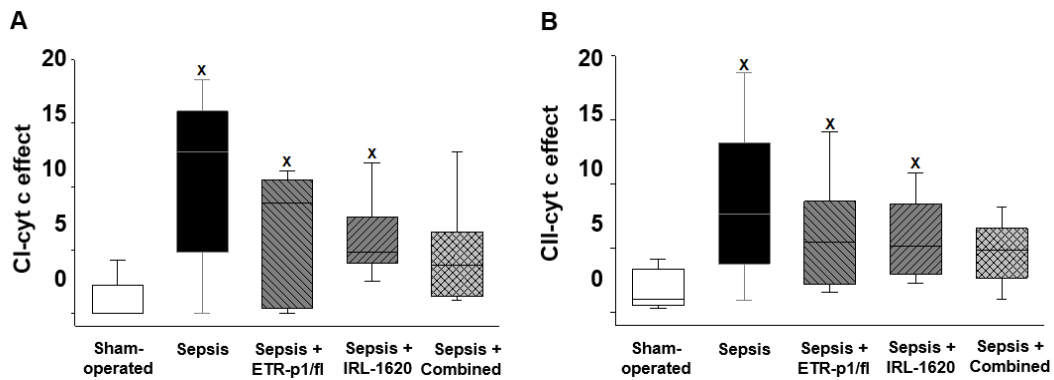 A
CI-cyt c effect
20
15
10
5
0
x
x
x
Sham-
operated
Sepsis
Sepsis +
ETR-p1/fl
Sepsis +
IRL-1620
Sepsis +
Combined
B
CII-cyt c effect
20
15
10
5
0
x
x
x
Sham-
operated
Sepsis
Sepsis +
ETR-p1/fl
Sepsis +
IRL-1620
Sepsis +
Combined